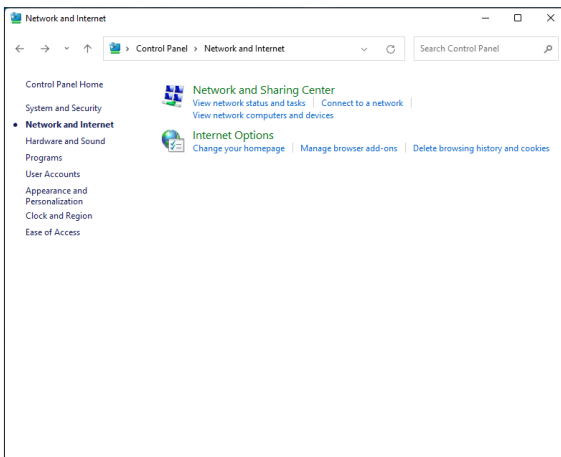 Network and Internet
Control Panel > Network and Internet
Search Control Panel
Control Panel Home
System and Security
Network and Internet
Hardware and Sound
Programs
User Accounts
Appearance and
Personalization
Clock and Region
Ease of Access
Network and Sharing Center
View network status and tasks | Connect to a network |
View network computers and devices
Internet Options
Change your homepage | Manage browser add-ons | Delete browsing history and cookies